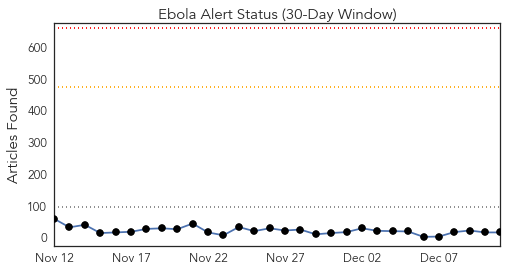 Ebola Alert Status (30-Day Window)
Articles Found
600
500
400
300
200
100
0
Nov 12
Nov 17
Nov 22
Nov 27
Dec 02
Dec 07